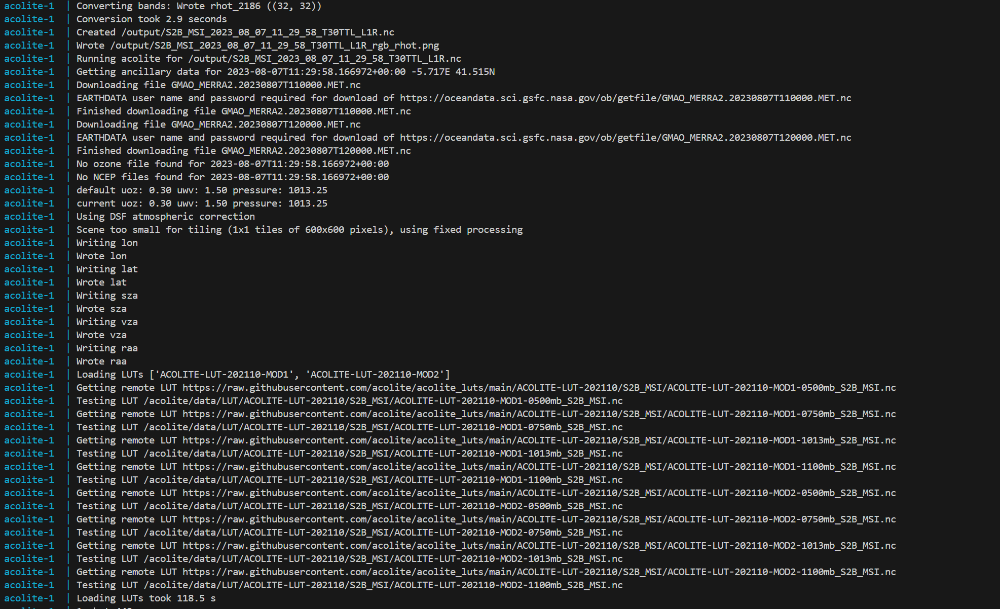 acolite-1 | Converting bands: Wrote rhot_2186 ((32, 32))
acolite-1 | Conversion took 2.9 seconds
acolite-1 | Created /output/S2B_MSI_2023_08_07_11_29_58_T30TTL_L1R.nc
acolite-1 | Wrote /output/S2B_MSI_2023_08_07_11_29_58_T30TTL_L1R_rgb_rhot.png
acolite-1 | Running acolite for /output/S2B_MSI_2023_08_07_11_29_58_T30TTL_L1R.nc
acolite-1 | Getting ancillary data for 2023-08-07T11:29:58.166972+00:00 -5.717E 41.515N
acolite-1 | Downloading file GMAO_MERRA2.20230807T110000.MET.nc
acolite-1 | EARTHDATA user name and password required for download of https://oceandata.sci.gsfc.nasa.gov/ob/getfile/GMAO_MERRA2.20230807T110000.MET.nc
acolite-1 | Finished downloading file GMAO_MERRA2.20230807T110000.MET.nc
acolite-1 | Downloading file GMAO_MERRA2.20230807T120000.MET.nc
acolite-1 | EARTHDATA user name and password required for download of https://oceandata.sci.gsfc.nasa.gov/ob/getfile/GMAO_MERRA2.20230807T120000.MET.nc
acolite-1 | Finished downloading file GMAO_MERRA2.20230807T120000.MET.nc
acolite-1 | No ozone file found for 2023-08-07T11:29:58.166972+00:00
acolite-1 | No NCEP files found for 2023-08-07T11:29:58.166972+00:00
acolite-1 | default uoz: 0.30 uwv: 1.50 pressure: 1013.25
acolite-1 | current uoz: 0.30 uwv: 1.50 pressure: 1013.25
acolite-1 | Using DSF atmospheric correction
acolite-1 | Scene too small for tiling (1x1 tiles of 600x600 pixels), using fixed processing
acolite-1 | Writing lon
acolite-1 | Wrote lon
acolite-1 | Writing lat
acolite-1 | Wrote lat
acolite-1 | Writing sza
acolite-1 | Wrote sza
acolite-1 | Writing vza
acolite-1 | Wrote vza
acolite-1 | Writing raa
acolite-1 | Wrote raa
acolite-1 | Loading LUTs ['ACOLITE-LUT-202110-MOD1', 'ACOLITE-LUT-202110-MOD2']
acolite-1 | Getting remote LUT https://raw.githubusercontent.com/acolite/acolite_luts/main/ACOLITE-LUT-202110/S2B_MSI/ACOLITE-LUT-202110-MOD1-0500mb_S2B_MSI.nc
acolite-1 | Testing LUT /acolite/data/LUT/ACOLITE-LUT-202110/S2B_MSI/ACOLITE-LUT-202110-MOD1-0500mb_S2B_MSI.nc
acolite-1 | Getting remote LUT https://raw.githubusercontent.com/acolite/acolite_luts/main/ACOLITE-LUT-202110/S2B_MSI/ACOLITE-LUT-202110-MOD1-0750mb_S2B_MSI.nc
acolite-1 | Testing LUT /acolite/data/LUT/ACOLITE-LUT-202110/S2B_MSI/ACOLITE-LUT-202110-MOD1-0750mb_S2B_MSI.nc
acolite-1 | Getting remote LUT https://raw.githubusercontent.com/acolite/acolite_luts/main/ACOLITE-LUT-202110/S2B_MSI/ACOLITE-LUT-202110-MOD1-1013mb_S2B_MSI.nc
acolite-1 | Testing LUT /acolite/data/LUT/ACOLITE-LUT-202110/S2B_MSI/ACOLITE-LUT-202110-MOD1-1013mb_S2B_MSI.nc
acolite-1 | Getting remote LUT https://raw.githubusercontent.com/acolite/acolite_luts/main/ACOLITE-LUT-202110/S2B_MSI/ACOLITE-LUT-202110-MOD1-1100mb_S2B_MSI.nc
acolite-1 | Testing LUT /acolite/data/LUT/ACOLITE-LUT-202110/S2B_MSI/ACOLITE-LUT-202110-MOD1-1100mb_S2B_MSI.nc
acolite-1 | Getting remote LUT https://raw.githubusercontent.com/acolite/acolite_luts/main/ACOLITE-LUT-202110/S2B_MSI/ACOLITE-LUT-202110-MOD2-0500mb_S2B_MSI.nc
acolite-1 | Testing LUT /acolite/data/LUT/ACOLITE-LUT-202110/S2B_MSI/ACOLITE-LUT-202110-MOD2-0500mb_S2B_MSI.nc
acolite-1 | Getting remote LUT https://raw.githubusercontent.com/acolite/acolite_luts/main/ACOLITE-LUT-202110/S2B_MSI/ACOLITE-LUT-202110-MOD2-0750mb_S2B_MSI.nc
acolite-1 | Testing LUT /acolite/data/LUT/ACOLITE-LUT-202110/S2B_MSI/ACOLITE-LUT-202110-MOD2-0750mb_S2B_MSI.nc
acolite-1 | Getting remote LUT https://raw.githubusercontent.com/acolite/acolite_luts/main/ACOLITE-LUT-202110/S2B_MSI/ACOLITE-LUT-202110-MOD2-1013mb_S2B_MSI.nc
acolite-1 | Testing LUT /acolite/data/LUT/ACOLITE-LUT-202110/S2B_MSI/ACOLITE-LUT-202110-MOD2-1013mb_S2B_MSI.nc
acolite-1 | Getting remote LUT https://raw.githubusercontent.com/acolite/acolite_luts/main/ACOLITE-LUT-202110/S2B_MSI/ACOLITE-LUT-202110-MOD2-1100mb_S2B_MSI.nc
acolite-1 | Testing LUT /acolite/data/LUT/ACOLITE-LUT-202110/S2B_MSI/ACOLITE-LUT-202110-MOD2-1100mb_S2B_MSI.nc
acolite-1 | Loading LUTs took 118.5 s